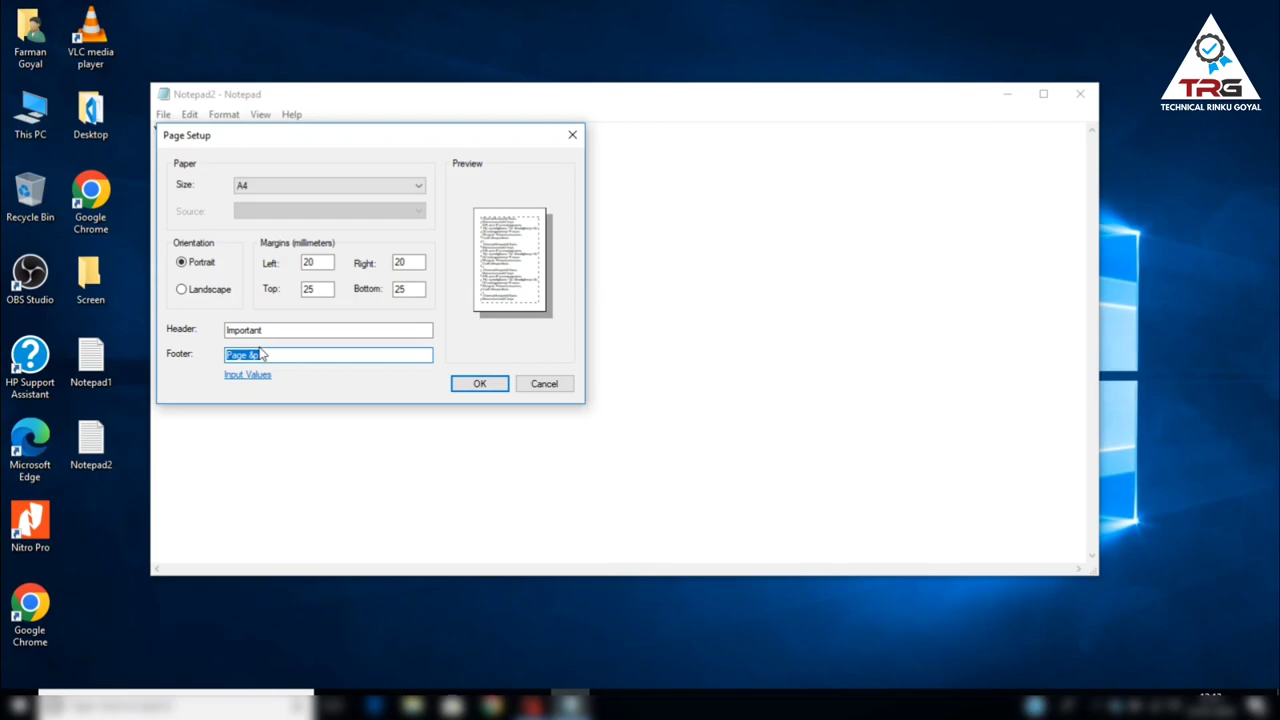 Farman
Goyal
VLC media
player
TRG
TECHNICAL RINKU GOYAL
This PC
Desktop
Recycle Bin
Google
Chrome
OBS Studio
Screen
HP Support
Assistant
Notepad1
Microsoft
Edge
Notepad2
Nitro Pro
Google
Chrome
Notepad2 - Notepad
File Edit Format View Help
Page Setup
Paper
Size: A4
Source:
Orientation
Portrait
Landscape
Margins (millimeters)
Left: 20 Right: 20
Top: 25 Bottom: 25
Header: Important
Footer: Page &p
Input Values
Preview
OK Cancel